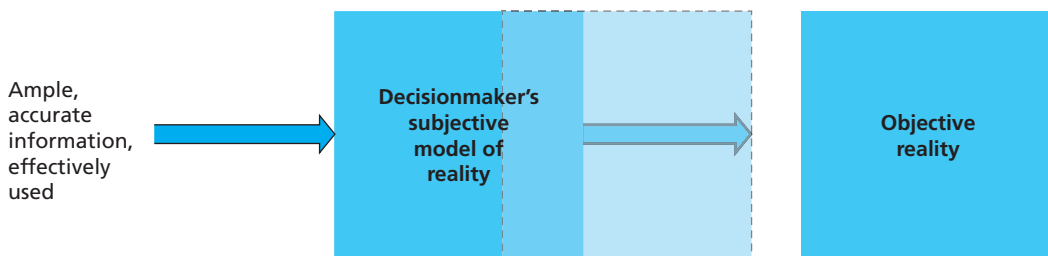 Ample,
accurate
information,
effectively
used
Decisionmaker’s
subjective
model of
reality
Objective
reality